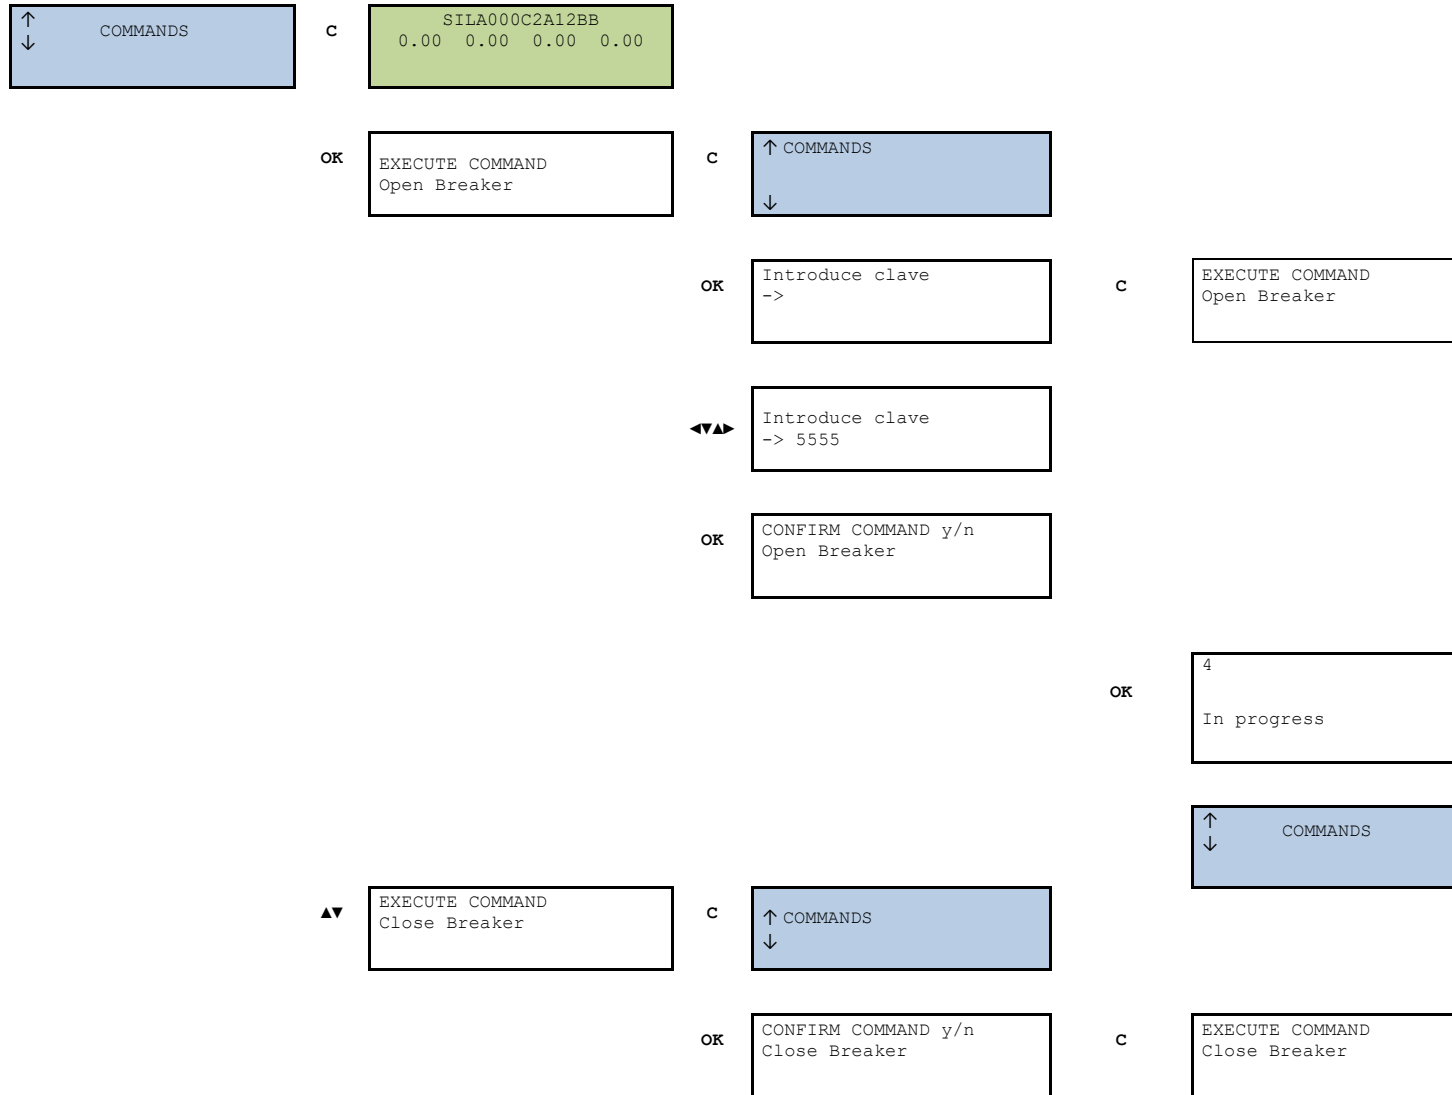 ↑
↓ COMMANDS
C
SILA000C2A12BB
0.00 0.00 0.00 0.00
OK
EXECUTE COMMAND
Open Breaker
C
↑ COMMANDS
↓
OK
Introduce clave
->
C
EXECUTE COMMAND
Open Breaker
◄▼▲►
Introduce clave
-> 5555
OK
CONFIRM COMMAND y/n
Open Breaker
OK
4
In progress
↑
↓ COMMANDS
▲▼
EXECUTE COMMAND
Close Breaker
C
↑ COMMANDS
↓
OK
CONFIRM COMMAND y/n
Close Breaker
C
EXECUTE COMMAND
Close Breaker